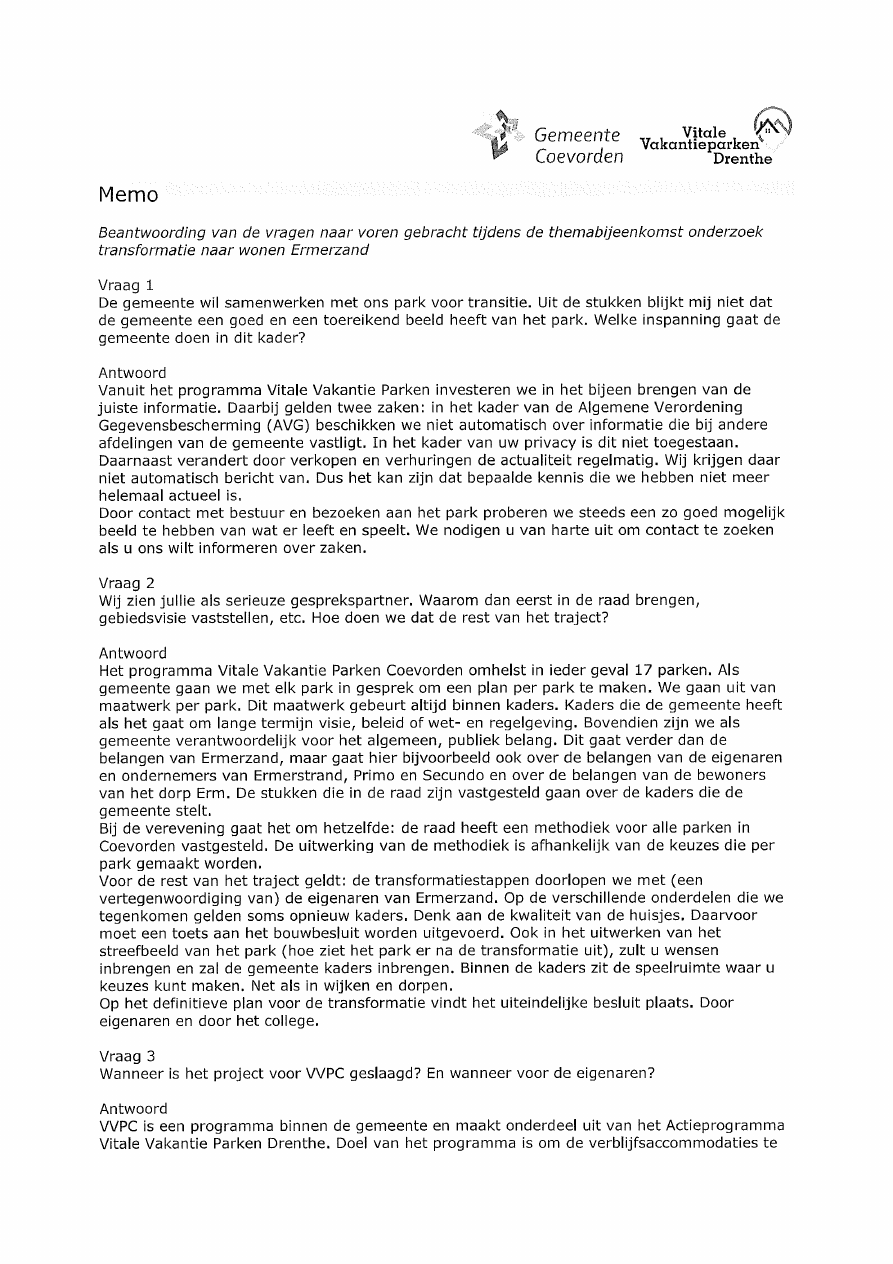 Gemeente
Coevorden
Vitale
Vakantieparken
Drenthe
Memo
Beantwoording van de vragen naar voren gebracht tijdens de themabijeenkomst onderzoek
transformatie naar wonen Ermerzand
Vraag 1
De gemeente wil samenwerken met ons park voor transitie. Uit de stukken blijkt mij niet dat
de gemeente een goed en een toereikend beeld heeft van het park. Welke inspanning gaat de
gemeente doen in dit kader?
Antwoord
Vanuit het programma Vitale Vakantie Parken investeren we in het bijeen brengen van de
juiste informatie. Daarbij gelden twee zaken: in het kader van de Algemene Verordening
Gegevensbescherming (AVG) beschikken we niet automatisch over informatie die bij andere
afdelingen van de gemeente vastligt. In het kader van uw privacy is dit niet toegestaan.
Daarnaast verandert door verkopen en verhuringen de actualiteit regelmatig. Wij krijgen daar
niet automatisch bericht van. Dus het kan zijn dat bepaalde kennis die we hebben niet meer
helemaal actueel is.
Door contact met bestuur en bezoeken aan het park proberen we steeds een zo goed mogelijk
beeld te hebben van wat er leeft en speelt. We nodigen u van harte uit om contact te zoeken
als u ons wilt informeren over zaken.
Vraag 2
Wij zien jullie als serieuze gesprekspartner. Waarom dan eerst in de raad brengen,
gebiedsvisie vaststellen, etc. Hoe doen we dat de rest van het traject?
Antwoord
Het programma Vitale Vakantie Parken Coevorden omhelst in ieder geval 17 parken. Als
gemeente gaan we met elk park in gesprek om een plan per park te maken. We gaan uit van
maatwerk per park. Dit maatwerk gebeurt altijd binnen kaders. Kaders die de gemeente heeft
als het gaat om lange termijn visie, beleid of wet- en regelgeving. Bovendien zijn we als
gemeente verantwoordelijk voor het algemeen, publiek belang. Dit gaat verder dan de
belangen van Ermerzand, maar gaat hier bijvoorbeeld ook over de belangen van de eigenaren
en ondernemers van Ermerstrand, Primo en Secundo en over de belangen van de bewoners
van het dorp Erm. De stukken die in de raad zijn vastgesteld gaan over de kaders die de
gemeente stelt.
Bij de verevening gaat het om hetzelfde: de raad heeft een methodiek voor alle parken in
Coevorden vastgesteld. De uitwerking van de methodiek is afhankelijk van de keuzes die per
park gemaakt worden.
Voor de rest van het traject geldt: de transformatiestappen doorlopen we met (een
vertegenwoordiging van) de eigenaren van Ermerzand. Op de verschillende onderdelen die we
tegenkomen gelden soms opnieuw kaders. Denk aan de kwaliteit van de huisjes. Daarvoor
moet een toets aan het bouwbesluit worden uitgevoerd. Ook in het uitwerken van het
streefbeeld van het park (hoe ziet het park er na de transformatie uit), zult u wensen
inbrengen en zal de gemeente kaders inbrengen. Binnen de kaders zit de speelruimte waar u
keuzes kunt maken. Net als in wijken en dorpen.
Op het definitieve plan voor de transformatie vindt het uiteindelijke besluit plaats. Door
eigenaren en door het college.
Vraag 3
Wanneer is het project voor VVPC geslaagd? En wanneer voor de eigenaren?
Antwoord
VVPC is een programma binnen de gemeente en maakt onderdeel uit van het Actieprogramma
Vitale Vakantie Parken Drenthe. Doel van het programma is om de verblijfsaccommodaties te